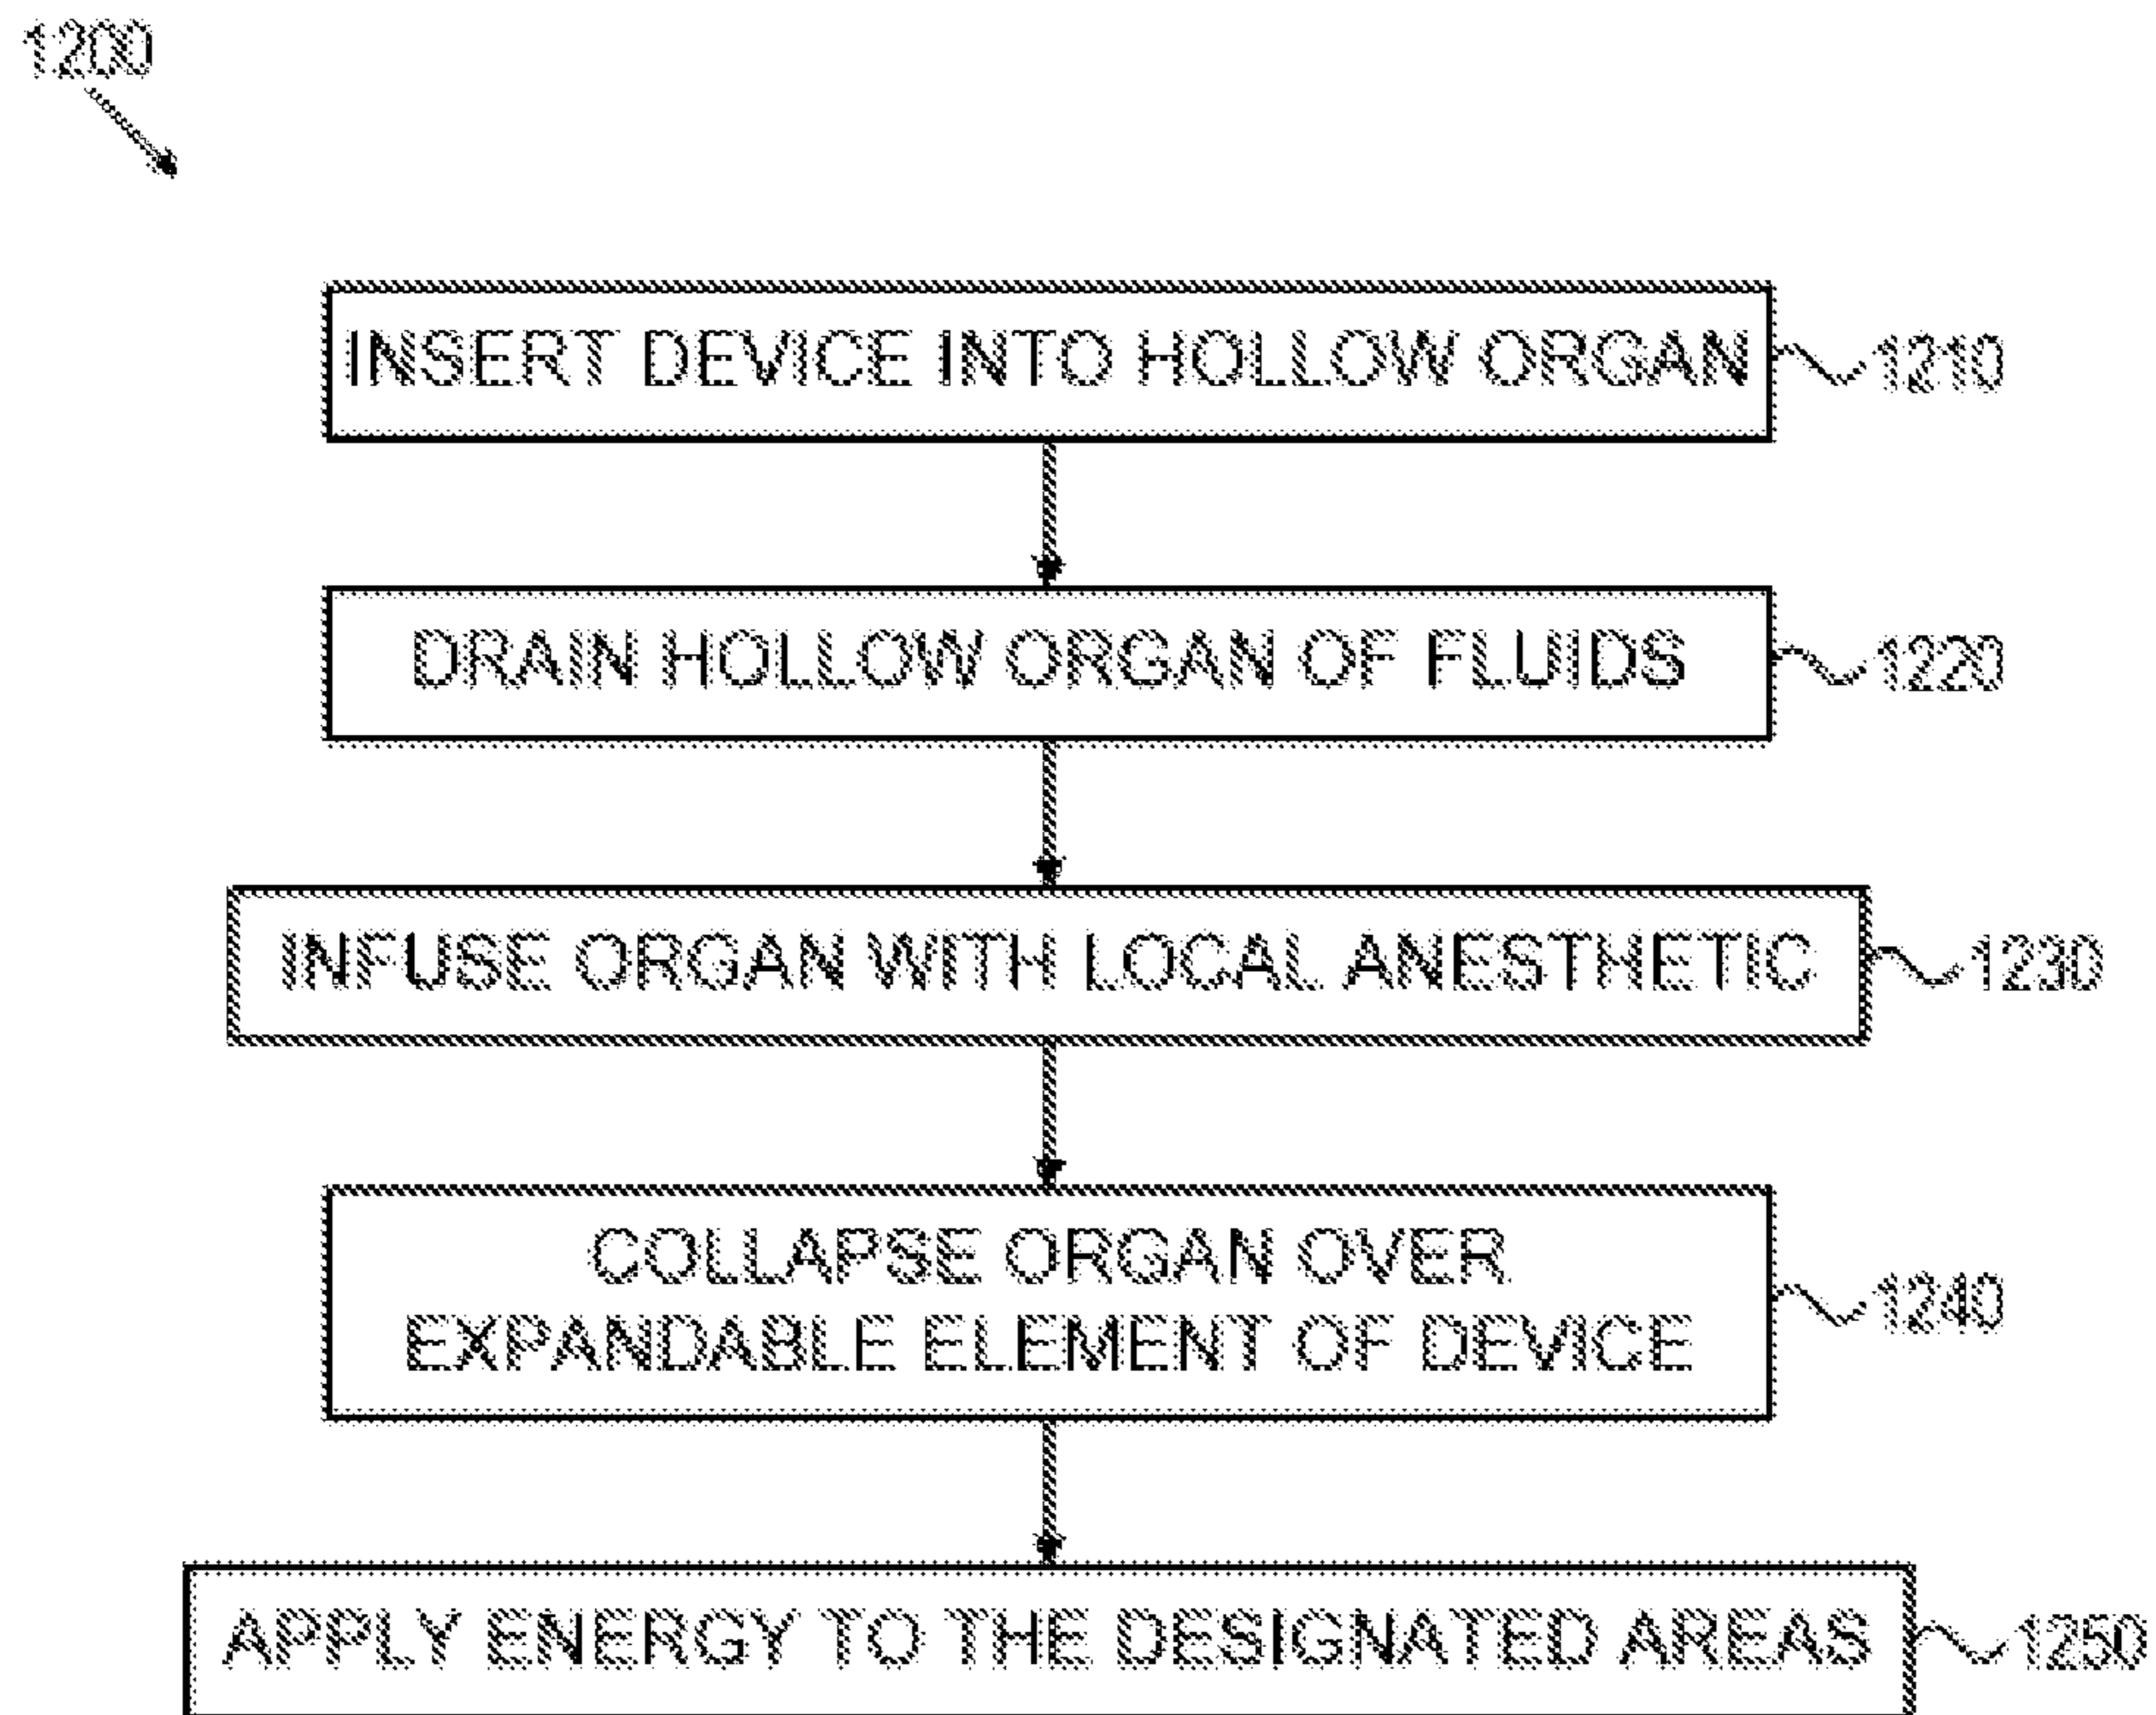 1200
INSERT DEVICE INTO HOLLOW ORGAN
1210
DRAIN HOLLOW ORGAN OF FLUIDS
1220
INFUSE ORGAN WITH LOCAL ANESTHETIC
1230
COLLAPSE ORGAN OVER
EXPANDABLE ELEMENT OF DEVICE
1240
APPLY ENERGY TO THE DESIGNATED AREAS
1250